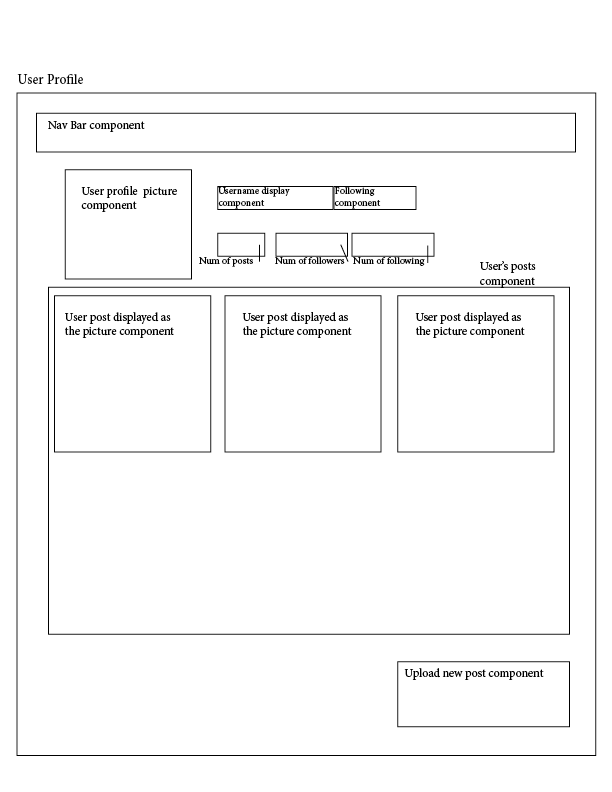 User Profile
Nav Bar component
User profile  picture
component
Username display
component
Following
component
Num of posts
Num of followers
Num of following
User's posts
component
User post displayed as
the picture component
User post displayed as
the picture component
User post displayed as
the picture component
Upload new post component